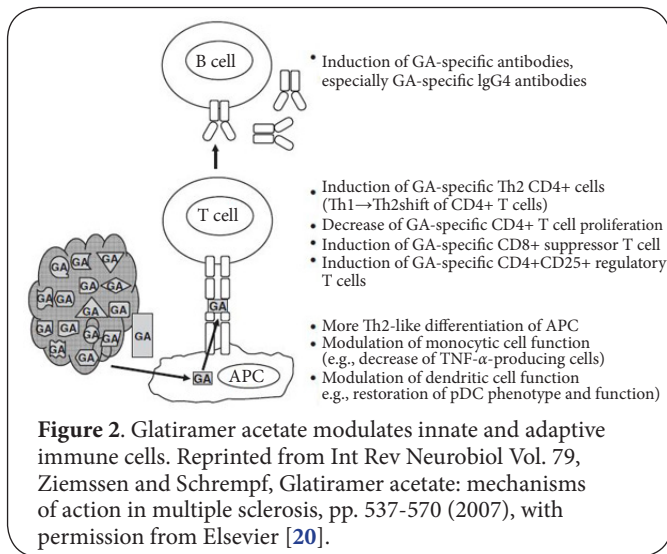 B cell
• Induction of GA-specific antibodies,
especially GA-specific lgG4 antibodies
T cell
• Induction of GA-specific Th2 CD4+ cells
(Th1→Th2shift of CD4+ T cells)
• Decrease of GA-specific CD4+ T cell proliferation
• Induction of GA-specific CD8+ suppressor T cell
• Induction of GA-specific CD4+CD25+ regulatory
T cells
GA
GA GA GA
GA GA
GA GA GA
GA GA GA GA
GA GA
GA
GA
GA
APC
• More Th2-like differentiation of APC
• Modulation of monocytic cell function
(e.g., decrease of TNF-α-producing cells)
• Modulation of dendritic cell function
e.g., restoration of pDC phenotype and function)
Figure 2. Glatiramer acetate modulates innate and adaptive
immune cells. Reprinted from Int Rev Neurobiol Vol. 79,
Ziemssen and Schrempf, Glatiramer acetate: mechanisms
of action in multiple sclerosis, pp. 537-570 (2007), with
permission from Elsevier [20].